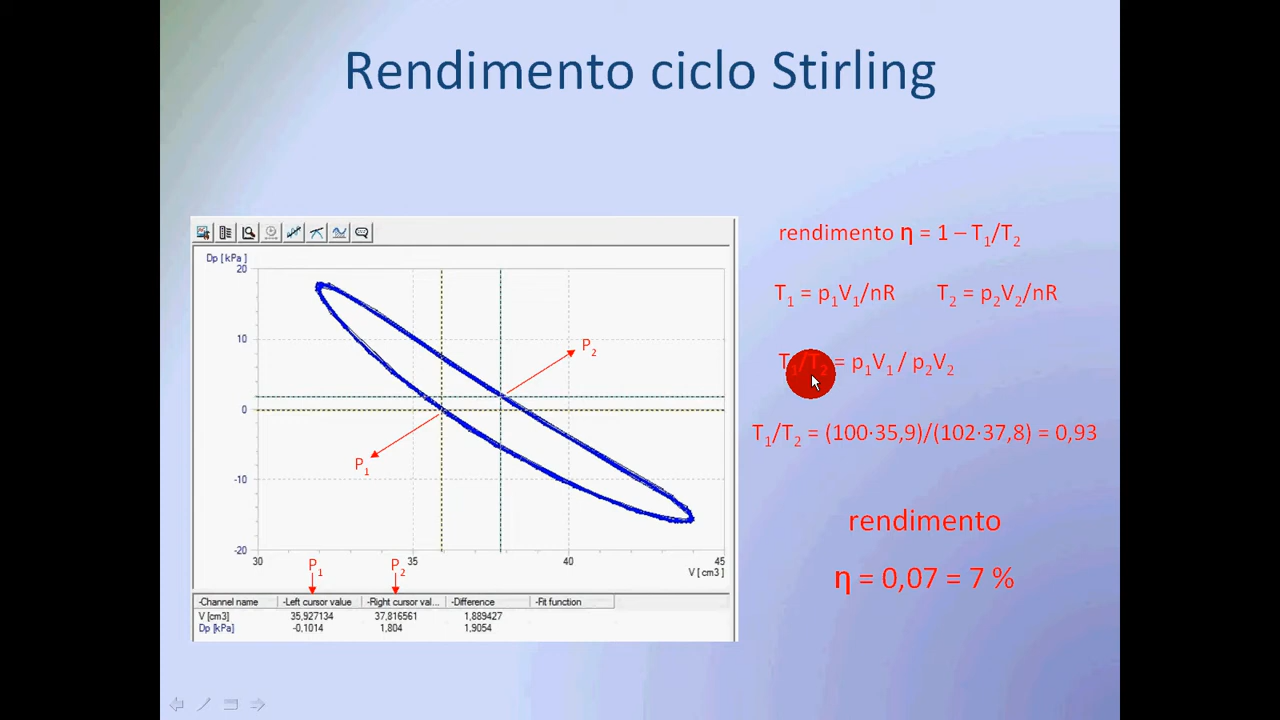 Rendimento ciclo Stirling
Dp [ kPa ]
20
10
0
-10
-20
30
35
40
45
V [ cm3 ]
P2
P1
P1
P2
-Channel name -Left cursor value -Right cursor val... -Difference -Fit function
V [cm3] 35,927134 37,816561 1,889427
Dp [kPa] -0,1014 1,804 1,9054
rendimento η = 1 – T1/T2
T1 = p1V1/nR T2 = p2V2/nR
T1/T2 = p1V1 / p2V2
T1/T2 = (100·35,9)/(102·37,8) = 0,93
rendimento
η = 0,07 = 7 %